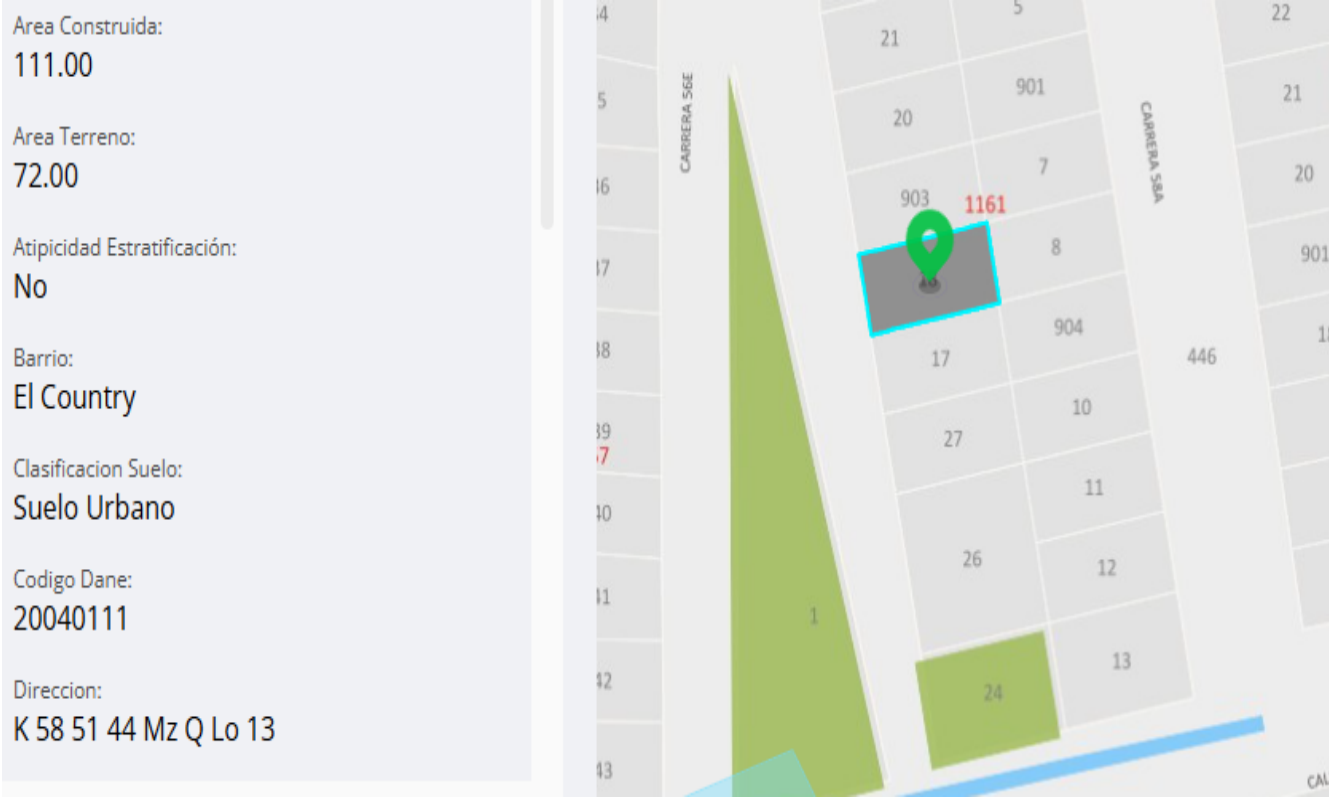 Area Construida:
111.00
Area Terreno:
72.00
Atipicidad Estratificación:
No
Barrio:
El Country
Clasificacion Suelo:
Suelo Urbano
Codigo Dane:
20040111
Direccion:
K 58 51 44 Mz Q Lo 13
CARRERA 56E
21
5
20
901
903
1161
7
8
17
904
27
10
11
26
12
1
24
13
CARRERA 58A
446
22
21
20
901